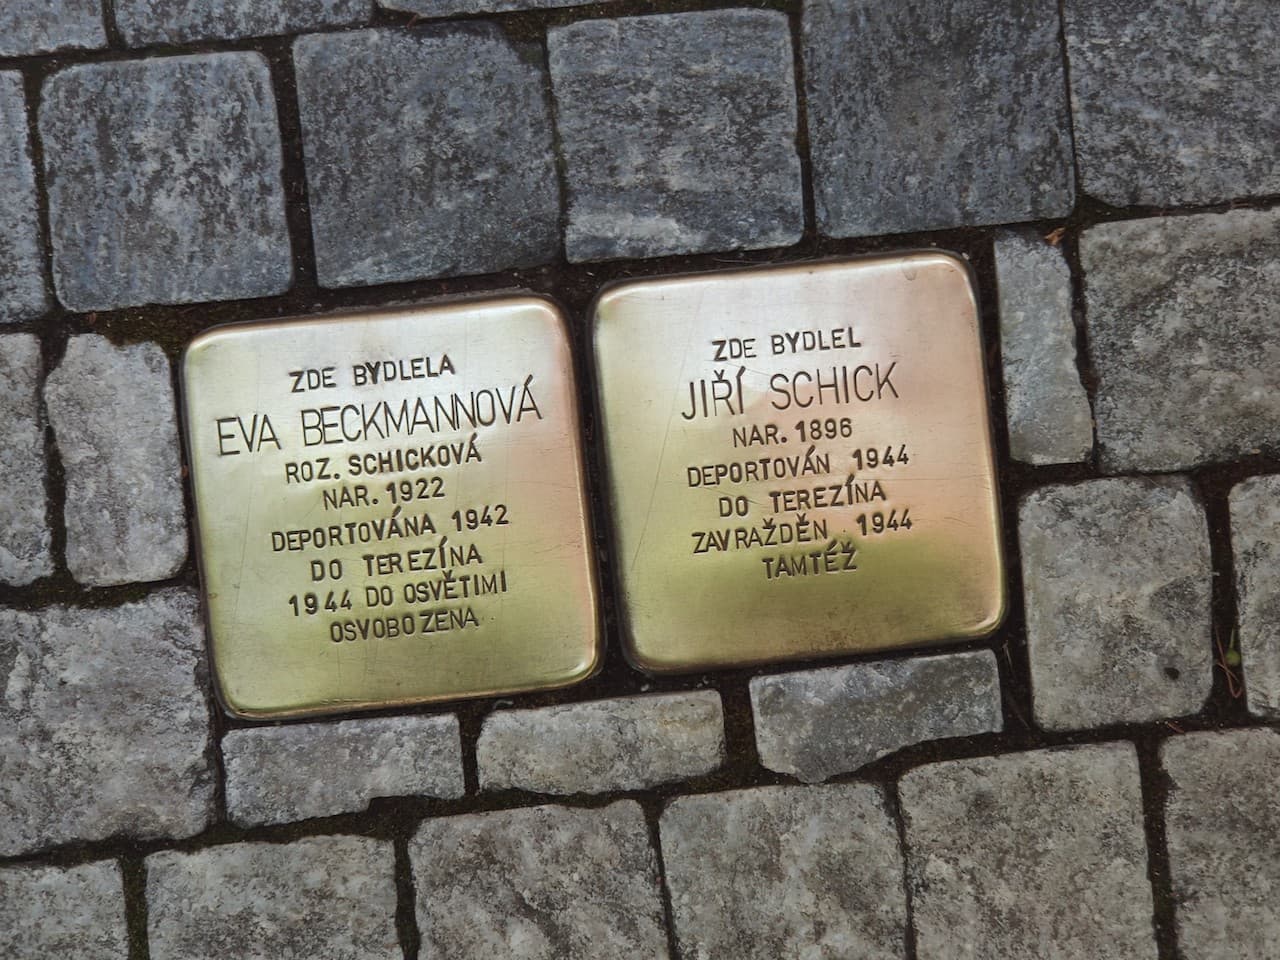 ZDE BYDLELA
EVA BECKMANNOVÁ
ROZ. SCHICKOVÁ
NAR. 1922
DEPORTOVÁNA 1942
DO TEREZÍNA
1944 DO OSVĚTIMI
OSVOBOZENA
ZDE BYDLEL
JIŘÍ SCHICK
NAR. 1896
DEPORTOVÁN 1944
DO TEREZÍNA
ZAVRAŽDĚN 1944
TAMTÉŽ